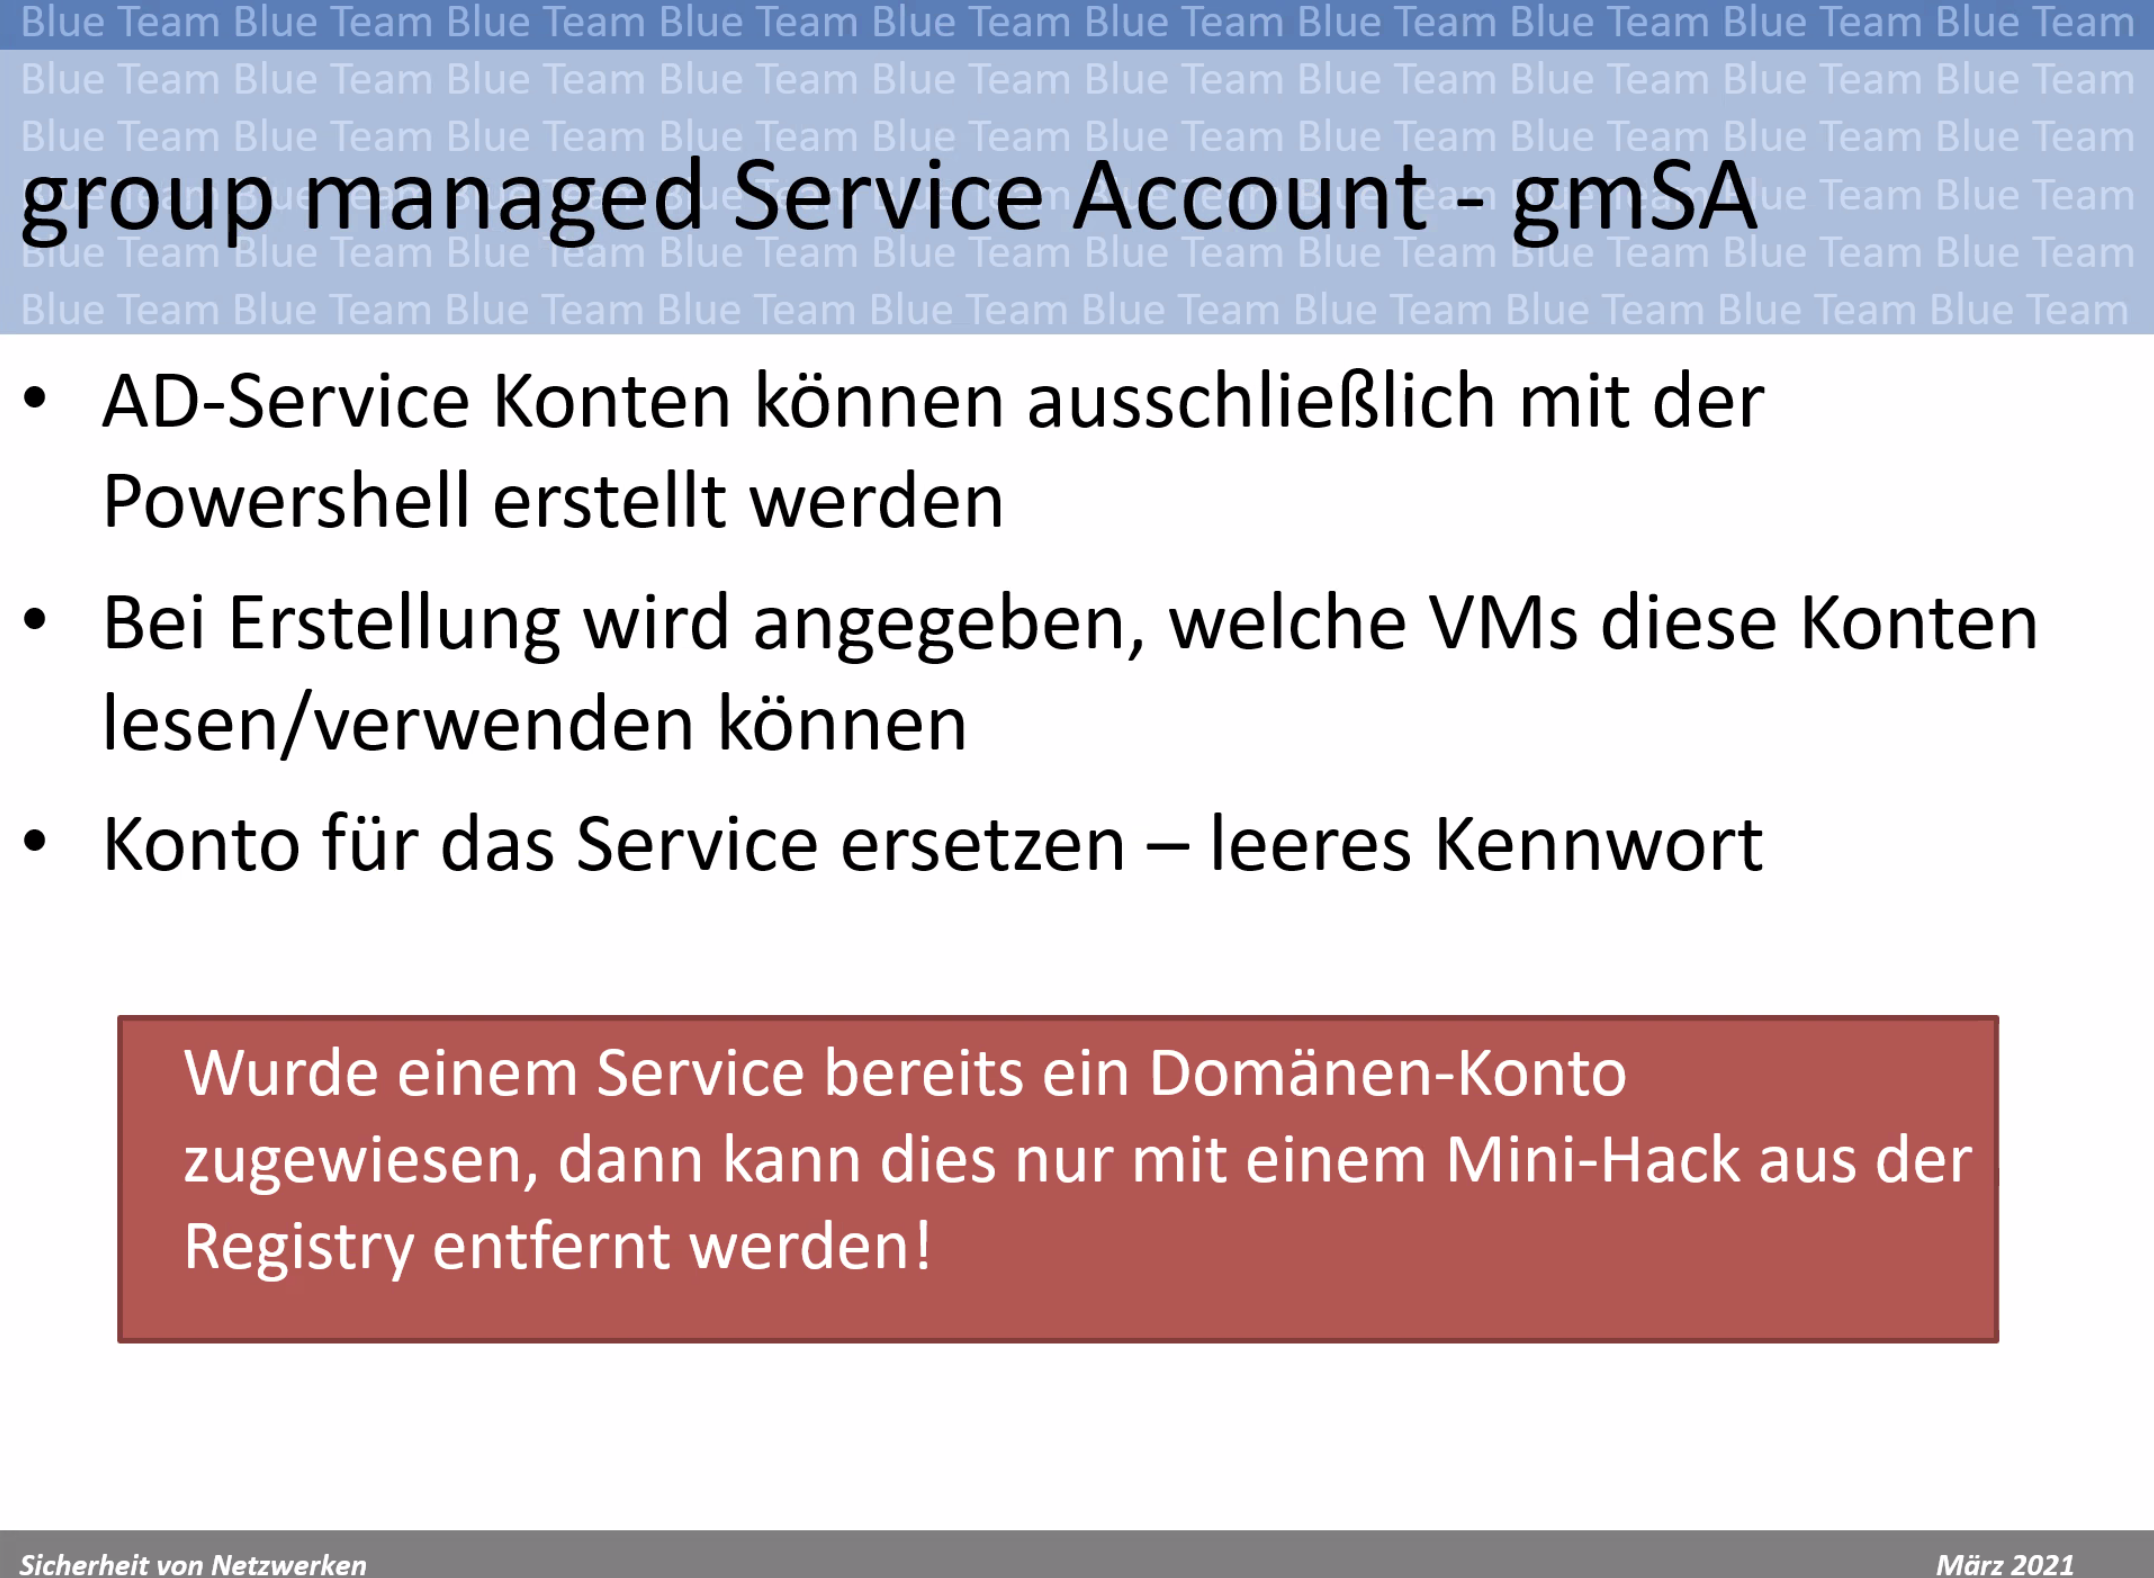 Blue Team Blue Team Blue Team Blue Team Blue Team Blue Team Blue Team Blue Team Blue Team Blue Team
Blue Team Blue Team Blue Team Blue Team Blue Team Blue Team Blue Team Blue Team Blue Team Blue Team
Blue Team Blue Team Blue Team Blue Team Blue Team Blue Team Blue Team Blue Team Blue Team Blue Team
group managed Service Account - gmSA
Blue Team Blue Team Blue Team Blue Team Blue Team Blue Team Blue Team Blue Team Blue Team Blue Team
Blue Team Blue Team Blue Team Blue Team Blue Team Blue Team Blue Team Blue Team Blue Team Blue Team
• AD-Service Konten können ausschließlich mit der
Powershell erstellt werden
• Bei Erstellung wird angegeben, welche VMs diese Konten
lesen/verwenden können
• Konto für das Service ersetzen – leeres Kennwort
Wurde einem Service bereits ein Domänen-Konto
zugewiesen, dann kann dies nur mit einem Mini-Hack aus der
Registry entfernt werden!
Sicherheit von Netzwerken
März 2021